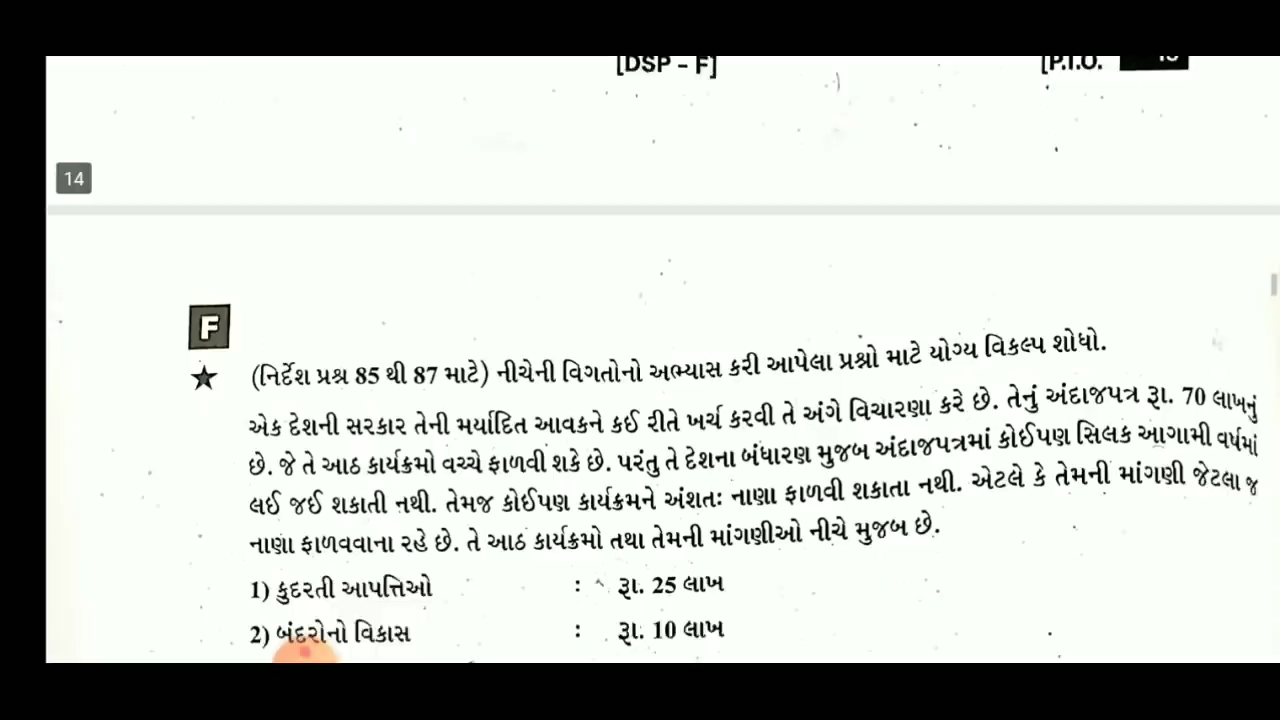 [DSP – F]
[P.T.O.
14
F
★ (નિર્દેશ પ્રશ્ન 85 થી 87 માટે) નીચેની વિગતોનો અભ્યાસ કરી આપેલા પ્રશ્નો માટે યોગ્ય વિકલ્પ શોધો.
એક દેશની સરકાર તેની મર્યાદિત આવકને કઈ રીતે ખર્ચ કરવી તે અંગે વિચારણા કરે છે. તેનું અંદાજપત્ર રૂા. 70 લાખનું
છે. જે તે આઠ કાર્યક્રમો વચ્ચે ફાળવી શકે છે. પરંતુ તે દેશના બંધારણ મુજબ અંદાજપત્રમાં કોઈપણ સિલક આગામી વર્ષમાં
લઈ જઈ શકાતી નથી. તેમજ કોઈપણ કાર્યક્રમને અંશતઃ નાણા ફાળવી શકાતા નથી. એટલે કે તેમની માંગણી જેટલા જ
નાણા ફાળવવાના રહે છે. તે આઠ કાર્યક્રમો તથા તેમની માંગણીઓ નીચે મુજબ છે.
1) કુદરતી આપત્તિઓ : રૂા. 25 લાખ
2) બંદરોનો વિકાસ : રૂા. 10 લાખ